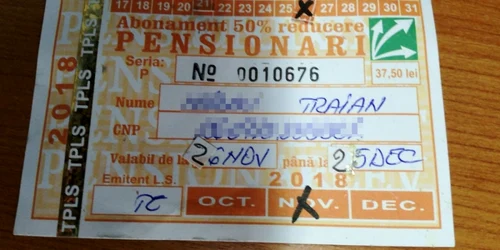 17 18 19 20 21 22 23 24 25 26 27 28 29 30 31
Abonament 50% reducere
PENSIONARI
Seria: P Nº 0010676 37,50 lei
Nume TRAIAN
CNP
Valabil de la 26 NOV până la 25 DEC
2018
Emitent L.S.
TC OCT. NOV. DEC.
2018
TPLS TPLS TPLS TPLS